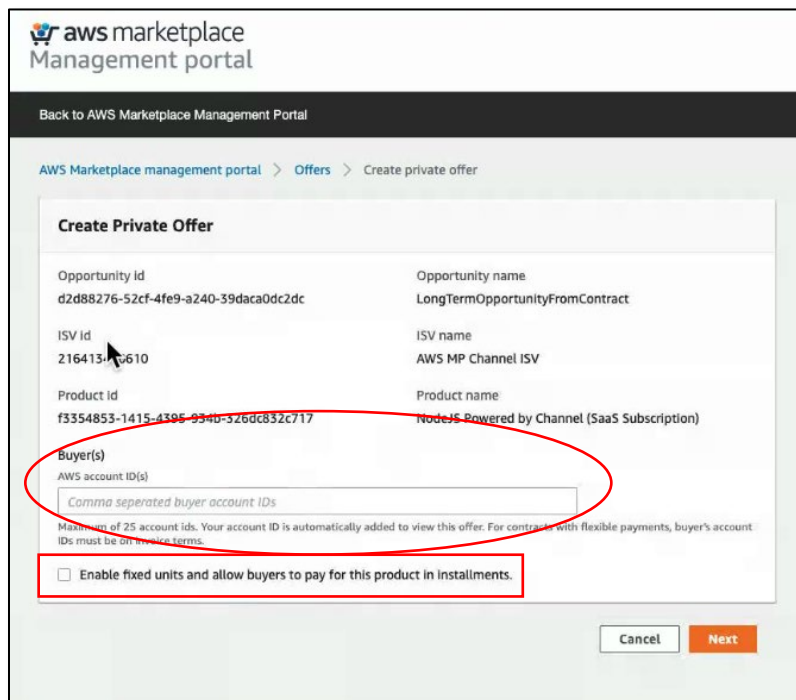 aws marketplace
Management portal
Back to AWS Marketplace Management Portal
AWS Marketplace management portal > Offers > Create private offer
Create Private Offer
Opportunity id
Opportunity name
d2d88276-52cf-4fe9-a240-39daca0dc2dc
LongTermOpportunityFromContract
ISV id
ISV name
AWS MP Channel ISV
Product id
Product name
f3354853-1415-4395-934b-326dc832c717
NodeJS Powered by Channel (SaaS Subscription)
Buyer(s)
AWS account ID(s)
Comma seperated buyer account IDs
Maximum of 25 account ids. Your account ID is automatically added to view this offer. For contracts with flexible payments, buyer's account
IDs must be on invoice terms.
Enable fixed units and allow buyers to pay for this product in installments.
Cancel
Next